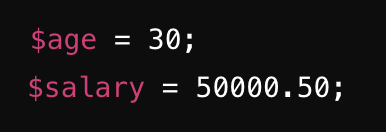 $age = 30;
$salary = 50000.50;